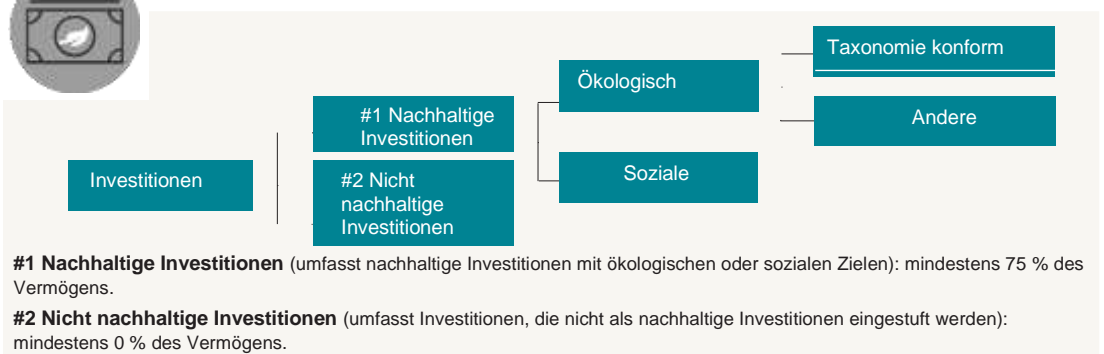 Taxonomie konform
Ökologisch
Andere
#1 Nachhaltige
Investitionen
Investitionen
#2 Nicht
nachhaltige
Investitionen
Soziale
#1 Nachhaltige Investitionen (umfasst nachhaltige Investitionen mit ökologischen oder sozialen Zielen): mindestens 75 % des
Vermögens.
#2 Nicht nachhaltige Investitionen (umfasst Investitionen, die nicht als nachhaltige Investitionen eingestuft werden):
mindestens 0 % des Vermögens.